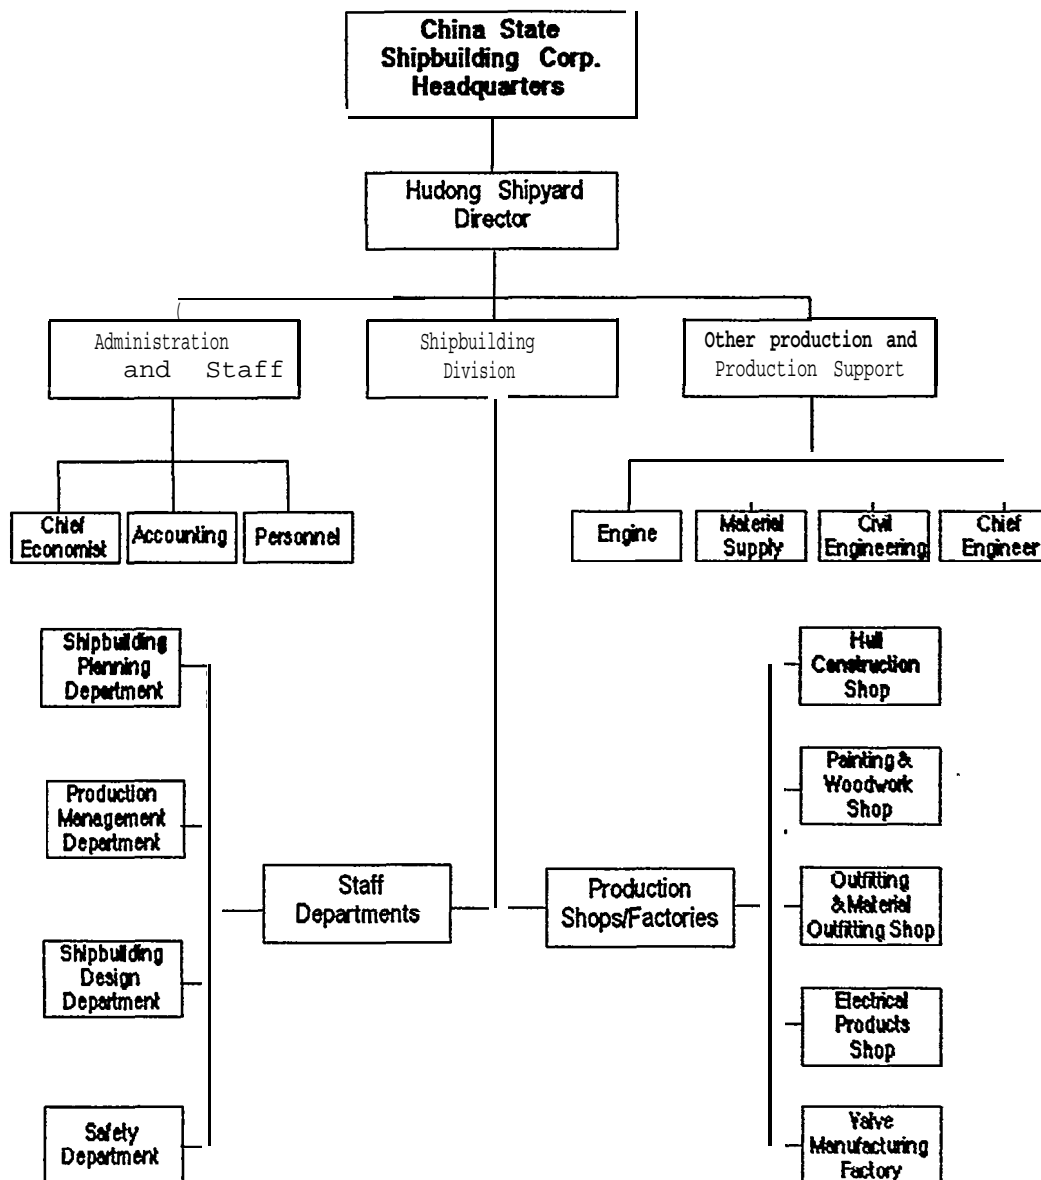 China State
Shipbuilding Corp.
Headquarters
Hudong Shipyard
Director
Administration
and Staff
Shipbuilding
Division
Other production and
Production Support
Chief
Economist
Accounting
Personnel
Engine
Material
Supply
Civil
Engineering
Chief
Engineer
Shipbuilding
Planning
Department
Production
Management
Department
Shipbuilding
Design
Department
Safety
Department
Staff
Departments
Production
Shops/Factories
Hull
Construction
Shop
Painting &
Woodwork
Shop
Outfitting
& Material
Outfitting Shop
Electrical
Products
Shop
Valve
Manufacturing
Factory